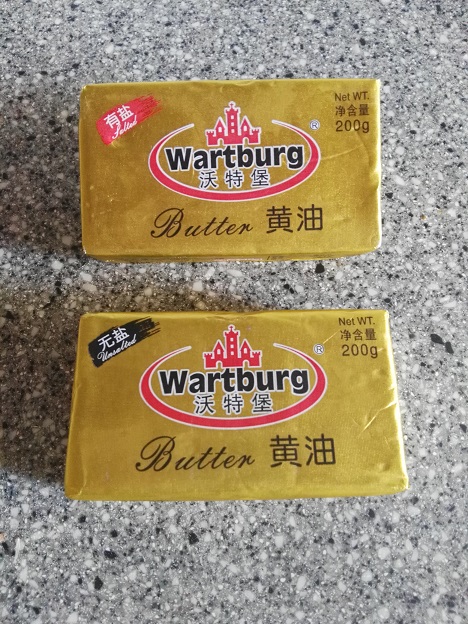 有盐
Salted
Net WT.
净含量
200g
Wartburg®
沃特堡
Butter 黄油
无盐
Unsalted
Net WT.
净含量
200g
Wartburg®
沃特堡
Butter 黄油